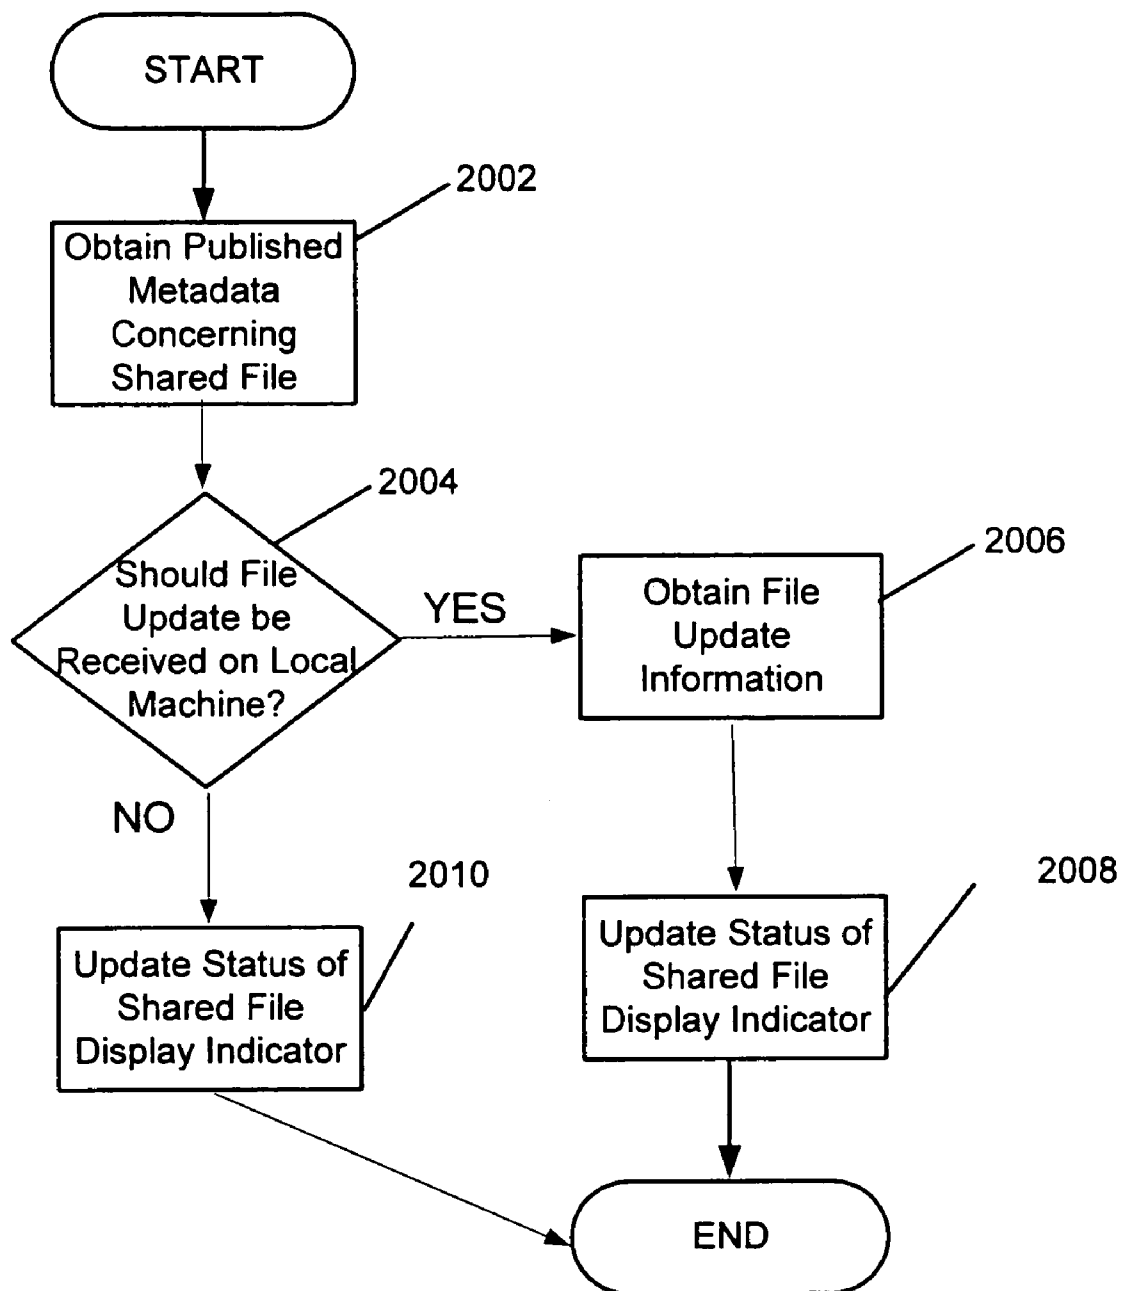 START
2002
Obtain Published
Metadata
Concerning
Shared File
2004
Should File
Update be
Received on Local
Machine?
YES
2006
Obtain File
Update
Information
NO
2010
Update Status of
Shared File
Display Indicator
2008
Update Status of
Shared File
Display Indicator
END